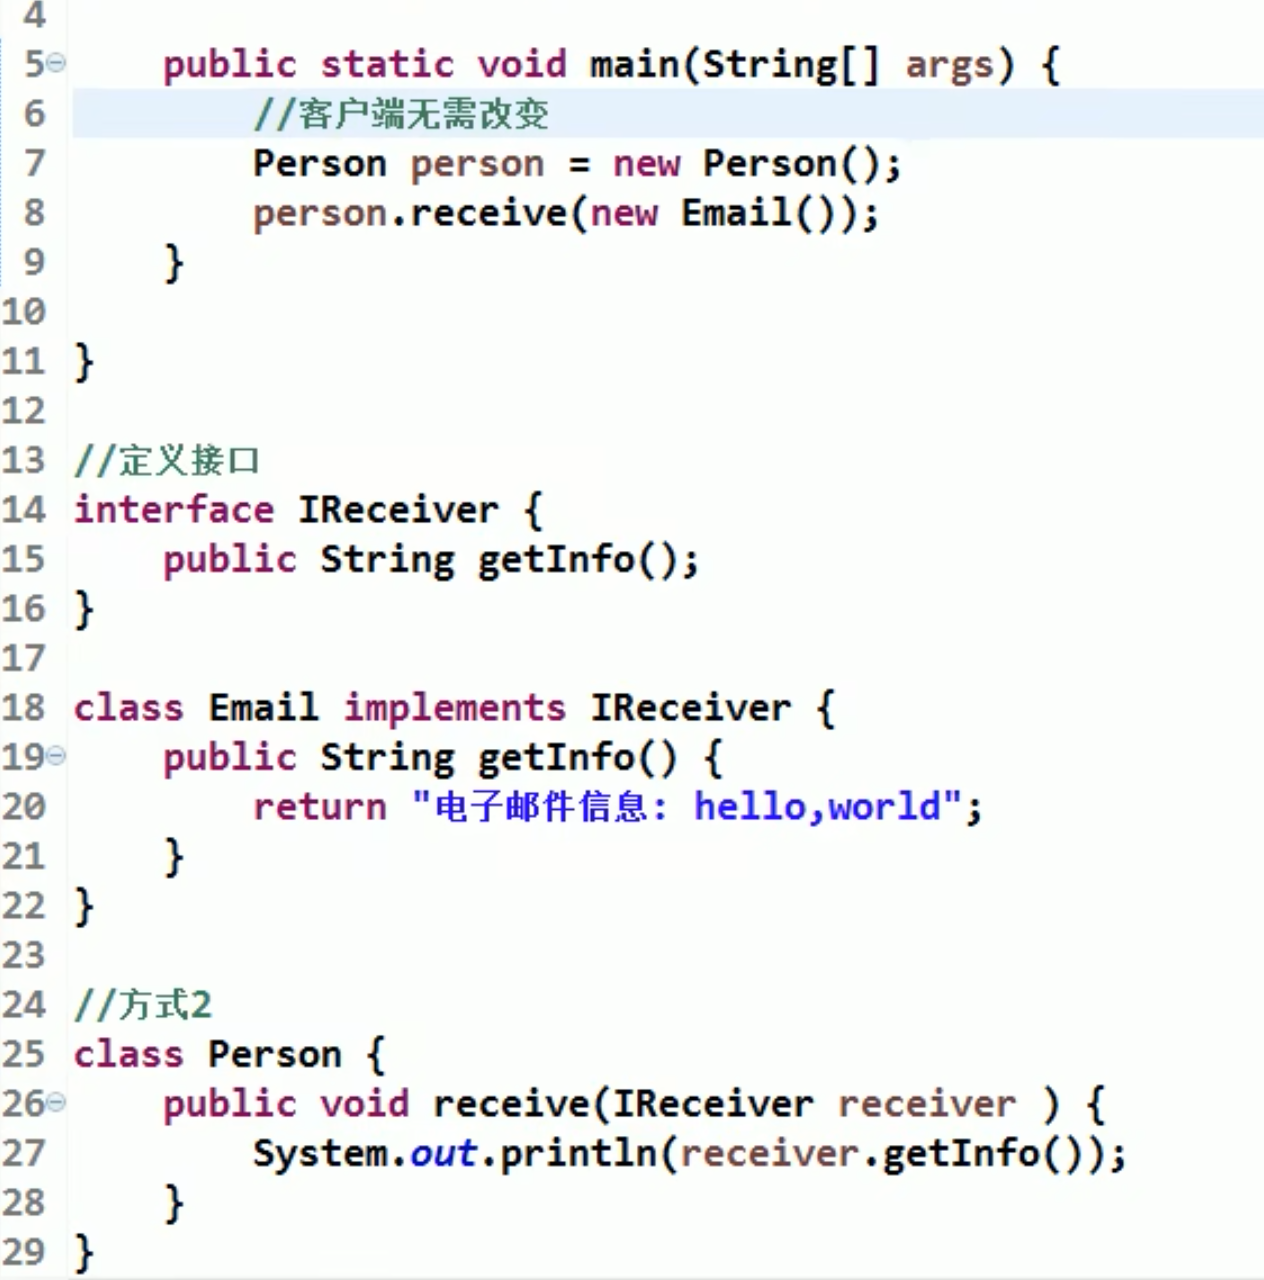 4
5 public static void main(String[] args) {
6 //客户端无需改变
7 Person person = new Person();
8 person.receive(new Email());
9 }
10
11 }
12
13 //定义接口
14 interface IReceiver {
15 public String getInfo();
16 }
17
18 class Email implements IReceiver {
19 public String getInfo() {
20 return "电子邮件信息: hello,world";
21 }
22 }
23
24 //方式2
25 class Person {
26 public void receive(IReceiver receiver ) {
27 System.out.println(receiver.getInfo());
28 }
29 }